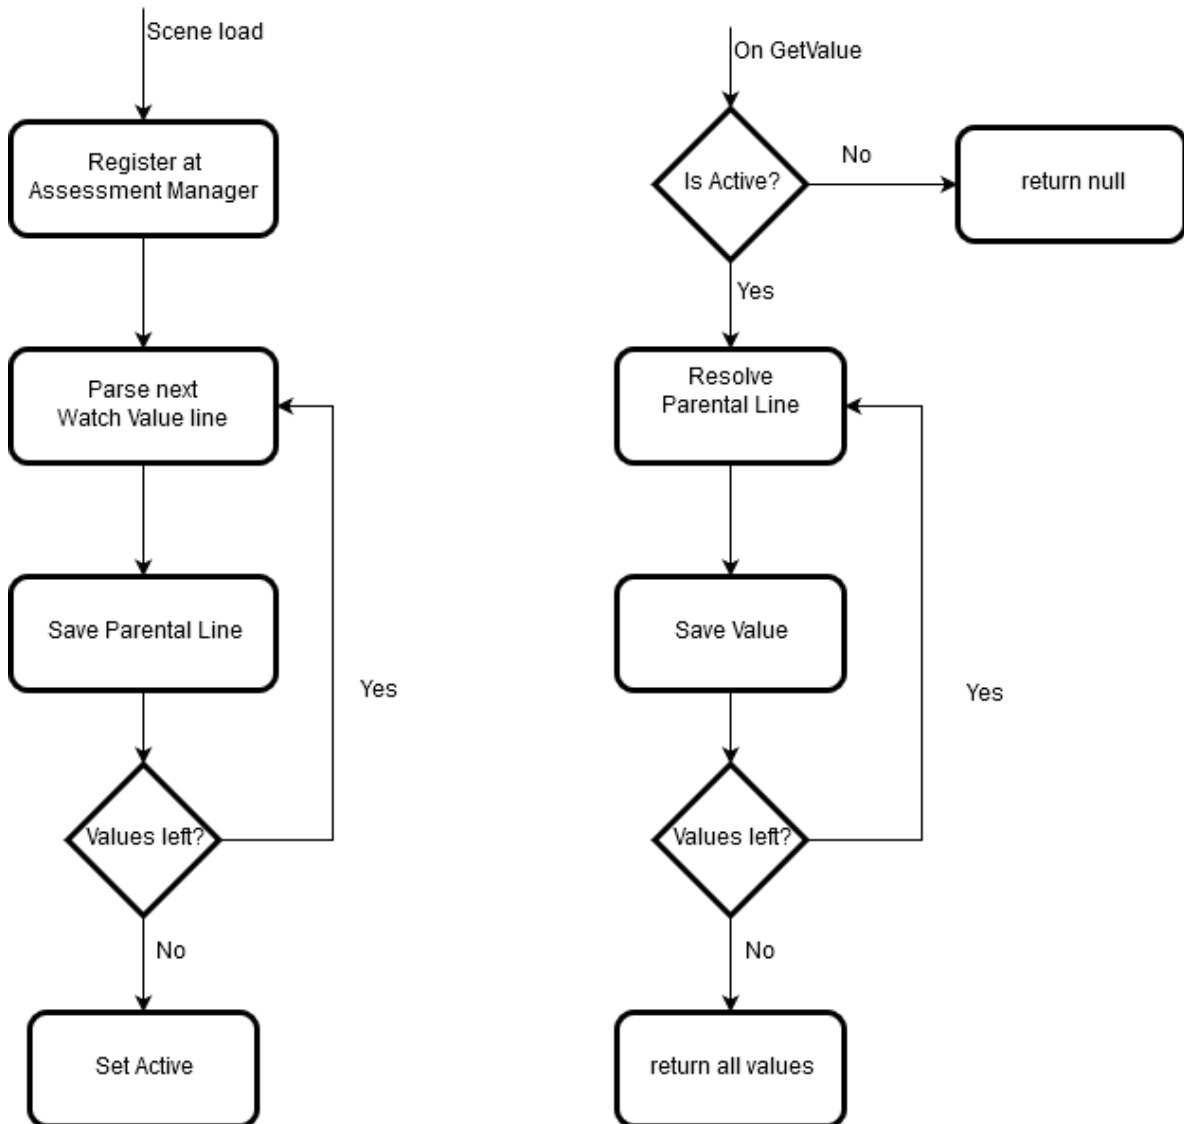 Scene load
Register at
Assessment Manager
Parse next
Watch Value line
Save Parental Line
Yes
Values left?
No
Set Active
On GetValue
Is Active?
No
return null
Yes
Resolve
Parental Line
Save Value
Yes
Values left?
No
return all values